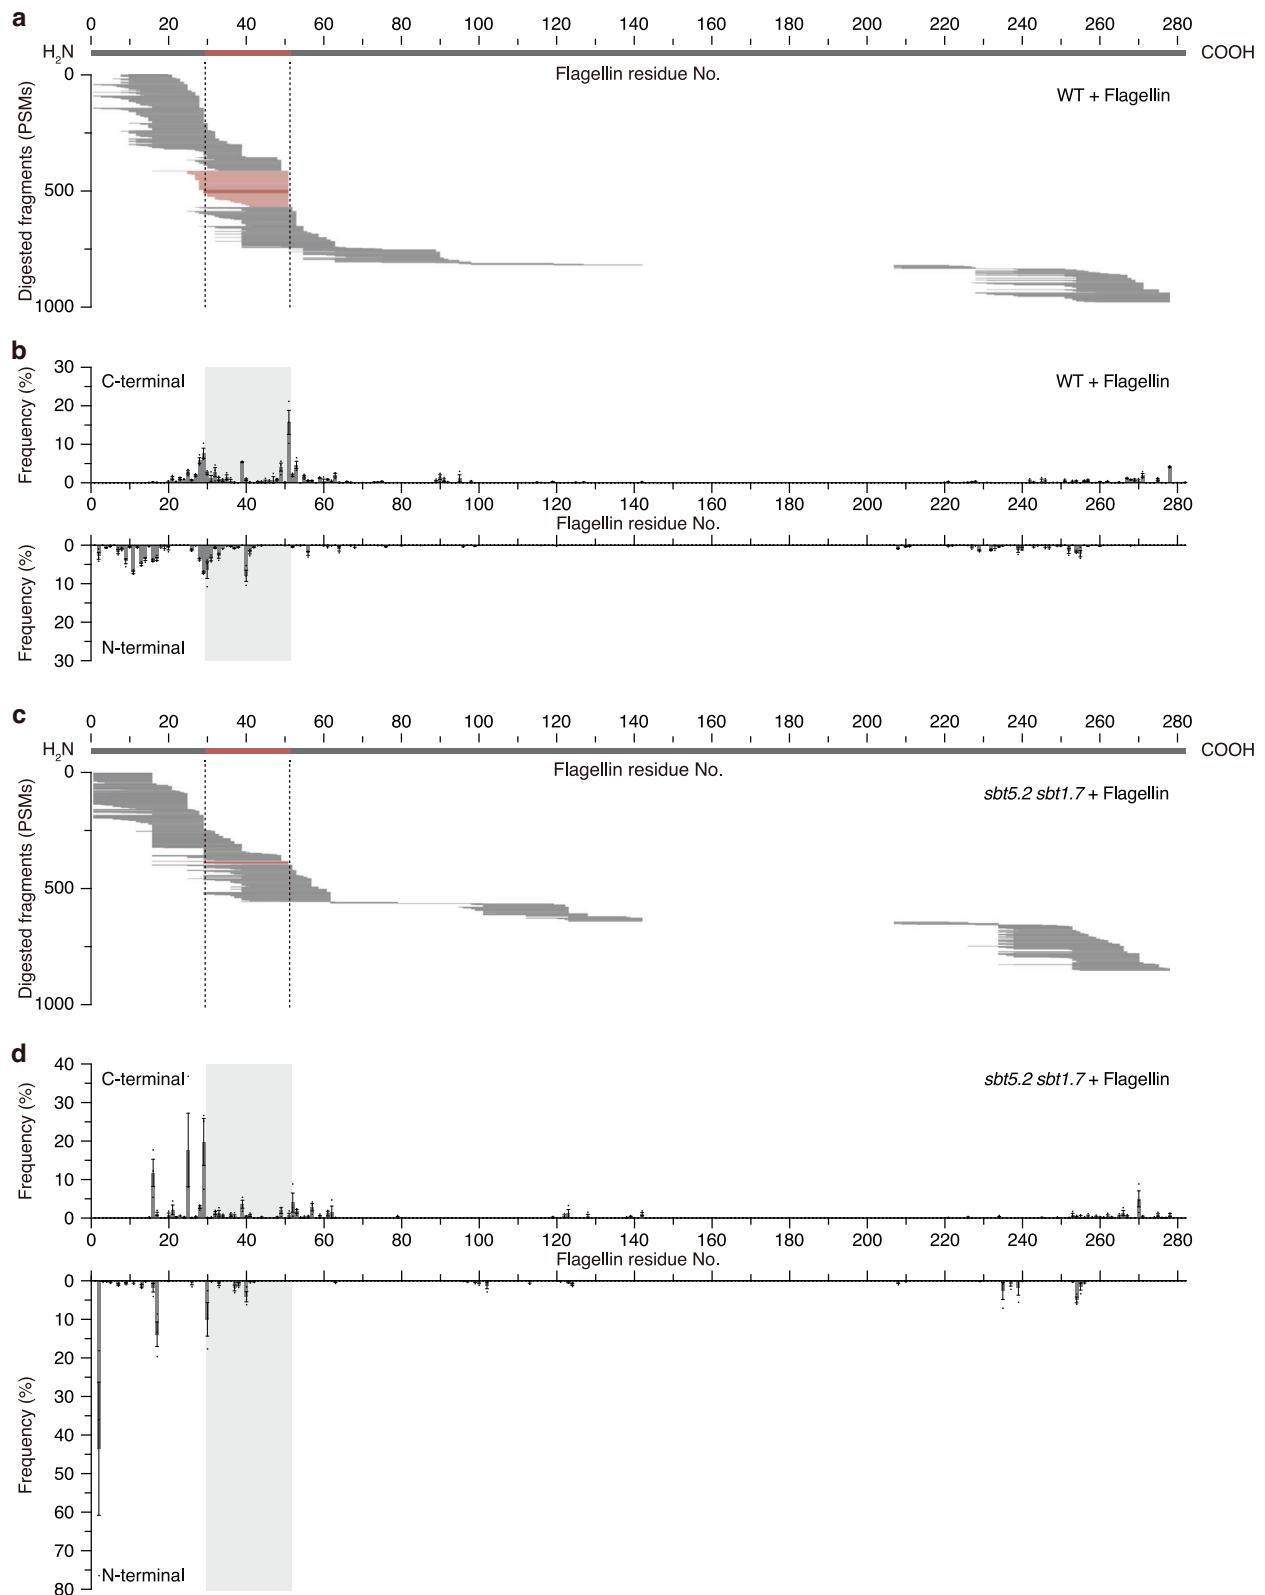 a
0 20 40 60 80 100 120 140 160 180 200 220 240 260 280
H2N COOH
Flagellin residue No.
WT + Flagellin
Digested fragments (PSMs)
0
500
1000
b
C-terminal
WT + Flagellin
Frequency (%)
30
20
10
0
0 20 40 60 80 100 120 140 160 180 200 220 240 260 280
Flagellin residue No.
Frequency (%)
0
10
20
30
N-terminal
c
0 20 40 60 80 100 120 140 160 180 200 220 240 260 280
H2N COOH
Flagellin residue No.
sbt5.2 sbt1.7 + Flagellin
Digested fragments (PSMs)
0
500
1000
d
C-terminal
sbt5.2 sbt1.7 + Flagellin
Frequency (%)
40
30
20
10
0
0 20 40 60 80 100 120 140 160 180 200 220 240 260 280
Flagellin residue No.
Frequency (%)
0
10
20
30
40
50
60
70
80
N-terminal